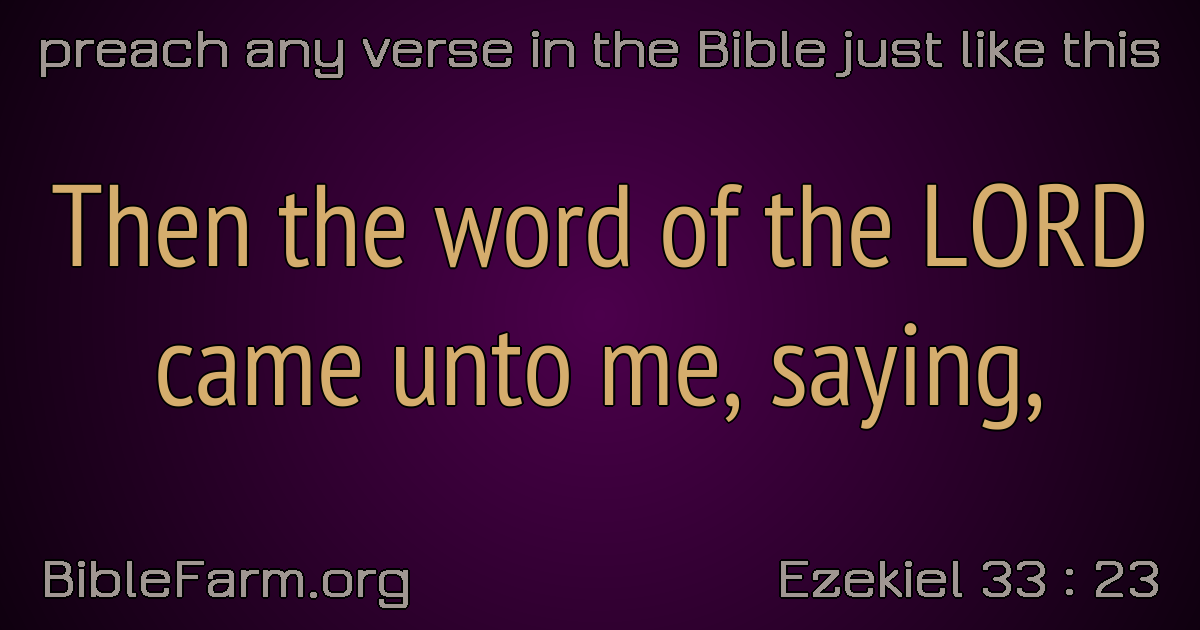 preach any verse in the Bible just like this
Then the word of the LORD
came unto me, saying,
BibleFarm.org
Ezekiel 33 : 23